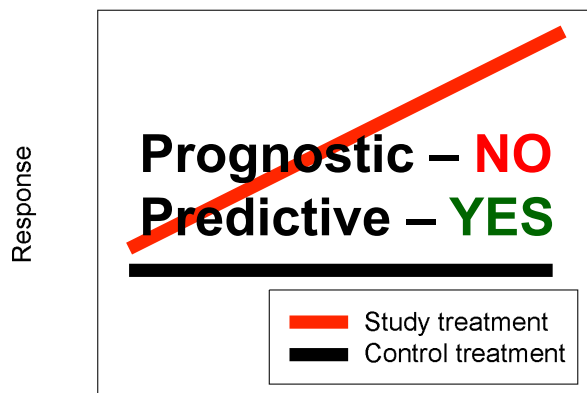 Response
Prognostic – NO
Predictive – YES
Study treatment
Control treatment